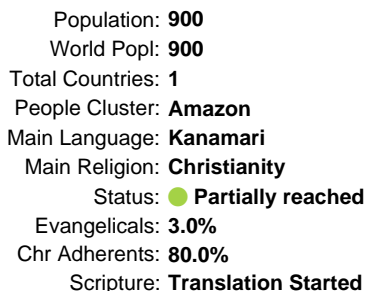 Population: 900
World Popl: 900
Total Countries: 1
People Cluster: Amazon
Main Language: Kanamari
Main Religion: Christianity
Status: Partially reached
Evangelicals: 3.0%
Chr Adherents: 80.0%
Scripture: Translation Started